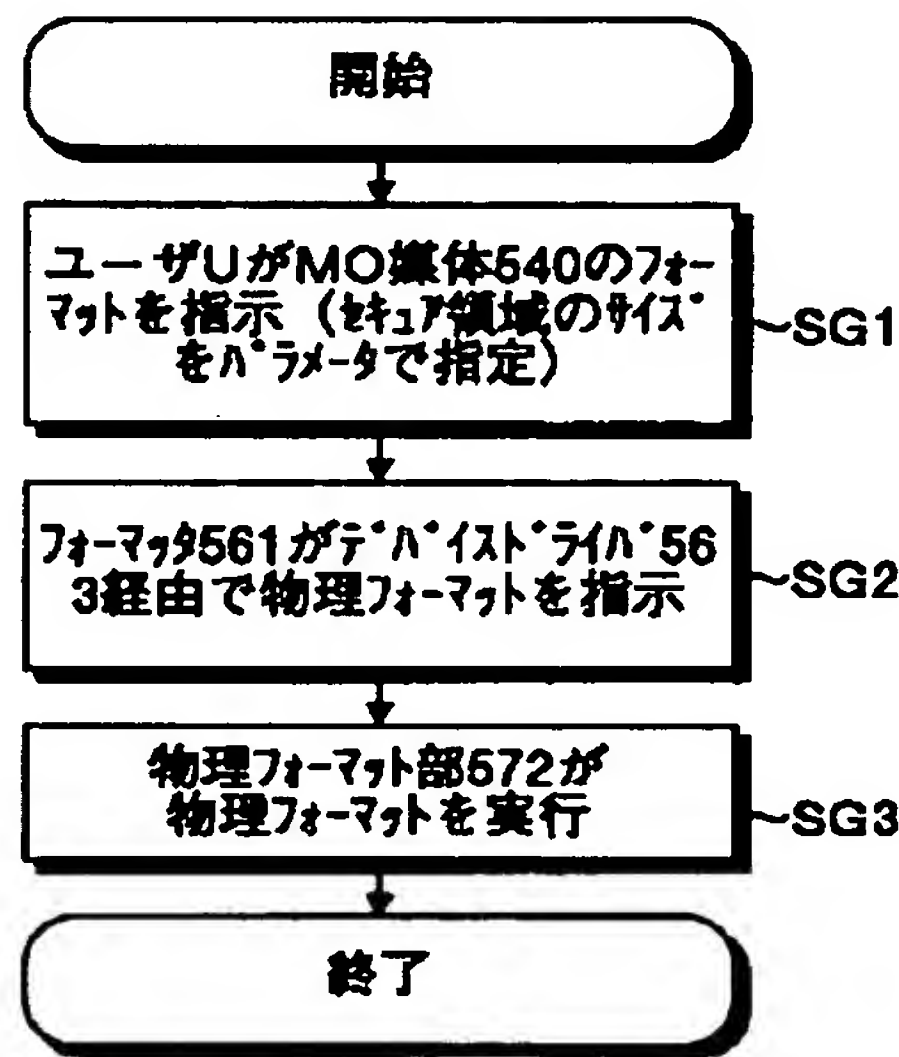 開始
ユーザUがMO媒体540のﾌｫｰ
ﾏｯﾄを指示（ｾｷｭｱ領域のｻｲｽﾞ
をﾊﾟﾗﾒｰﾀで指定）
SG1
ﾌｫｰﾏｯﾀ561がﾃﾞﾊﾞｲｽﾄﾞﾗｲﾊﾞ56
3経由で物理ﾌｫｰﾏｯﾄを指示
SG2
物理ﾌｫｰﾏｯﾄ部572が
物理ﾌｫｰﾏｯﾄを実行
SG3
終了